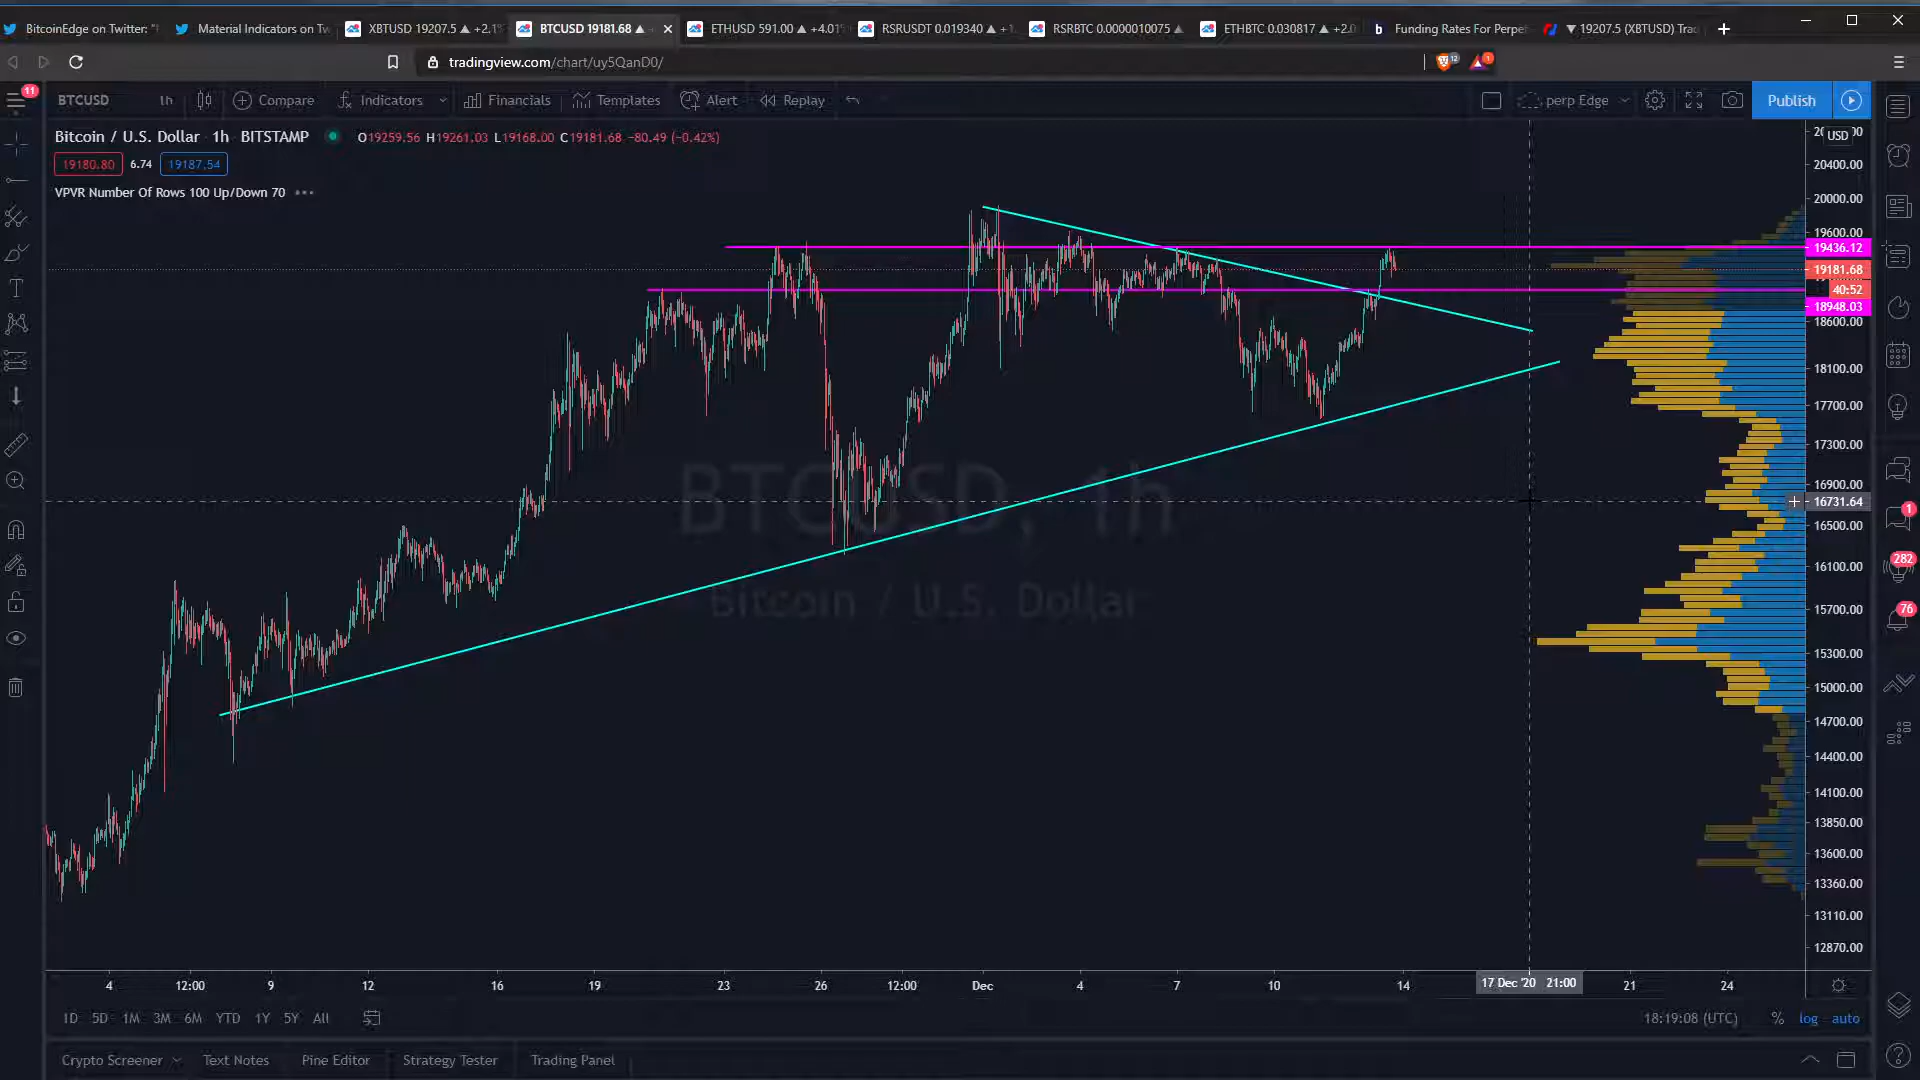 BitcoinEdge on Twitter: "
Material Indicators on Tw
XBTUSD 19207.5 ▲ +2.1
BTCUSD 19181.68 ▲
ETHUSD 591.00 ▲ +4.01
RSRUSDT 0.019340 ▲ +1
RSRBTC 0.0000010075 ▲
ETHBTC 0.030817 ▲ +2.0
Funding Rates For Perpet
▼ 19207.5 (XBTUSD) Trad
tradingview.com/chart/uy5QanD0/
12
1
11
BTCUSD
1h
Compare
Indicators
Financials
Templates
Alert
Replay
perp Edge
Publish
Bitcoin / U.S. Dollar · 1h · BITSTAMP
O19259.56 H19261.03 L19168.00 C19181.68 −80.49 (−0.42%)
19180.80 6.74 19187.54
VPVR Number Of Rows 100 Up/Down 70
USD
20400.00
20000.00
19600.00
19436.12
19181.68
40:52
18948.03
18600.00
18100.00
17700.00
17300.00
16900.00
16731.64
16500.00
16100.00
15700.00
15300.00
15000.00
14700.00
14400.00
14100.00
13850.00
13600.00
13360.00
13110.00
12870.00
BTCUSD, 1h
Bitcoin / U.S. Dollar
1
282
76
4 12:00 9 12 16 19 23 26 12:00 Dec 4 7 10 14 17 Dec '20 21:00 21 24
1D 5D 1M 3M 6M YTD 1Y 5Y All
18:19:08 (UTC) % log auto
Crypto Screener Text Notes Pine Editor Strategy Tester Trading Panel